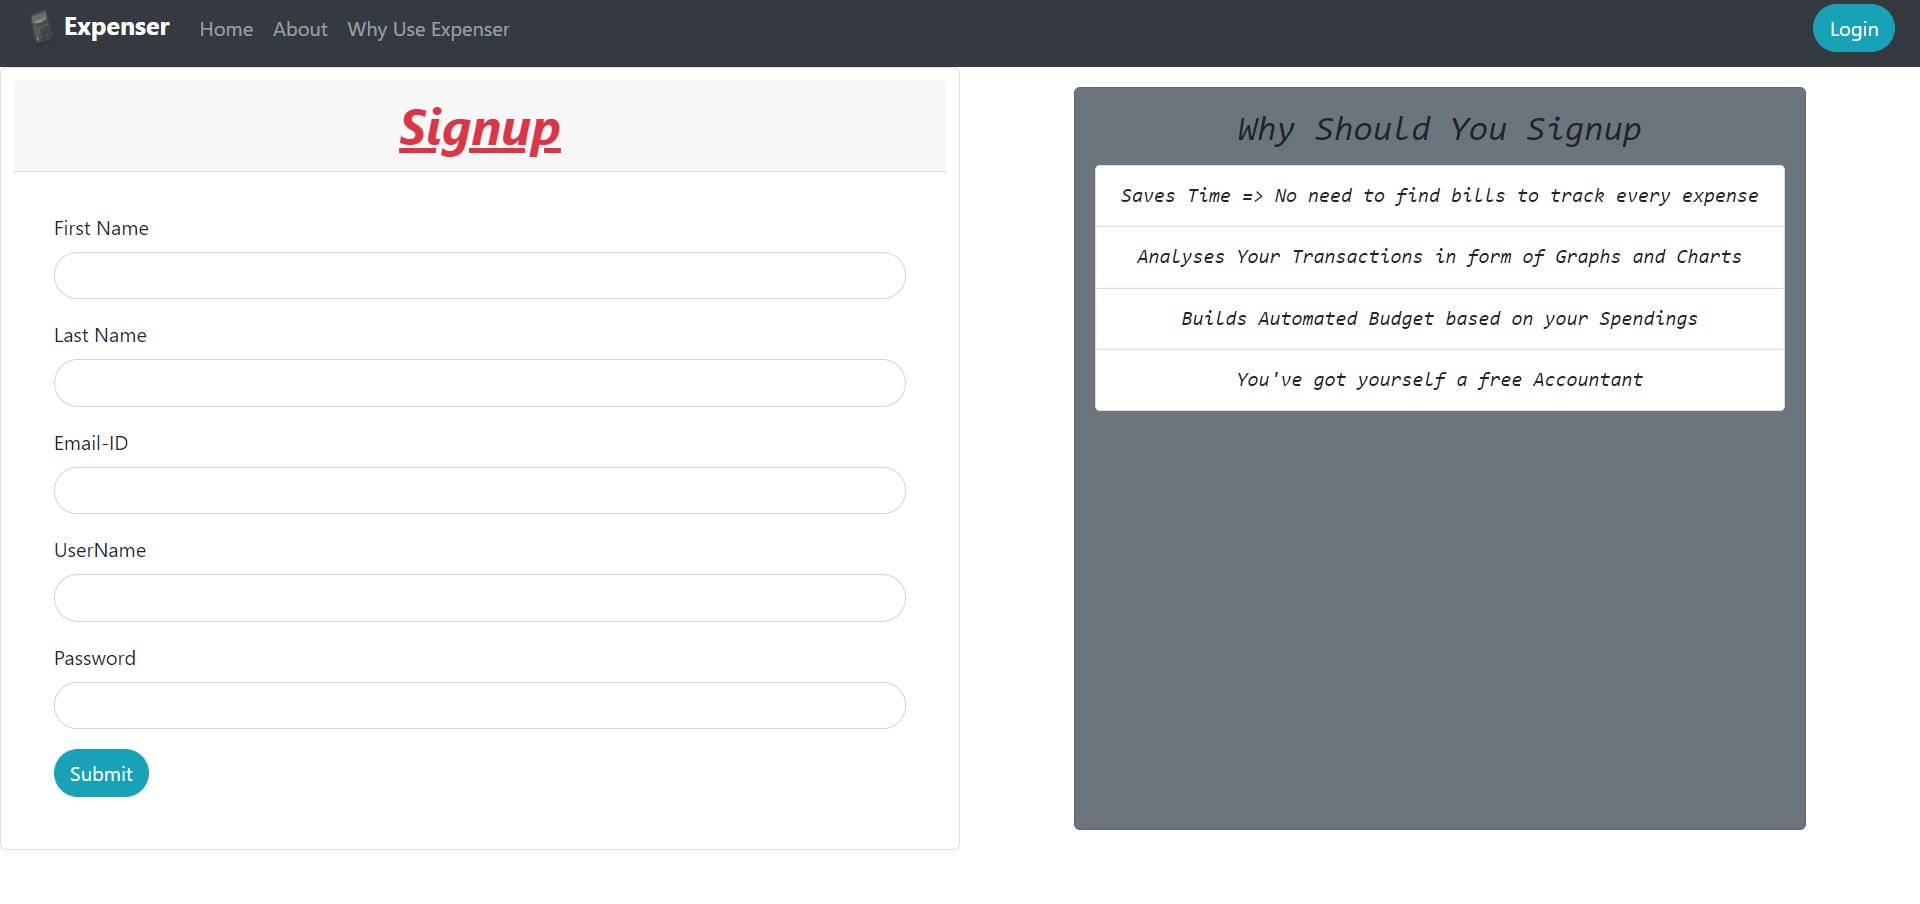 Expenser
Home
About
Why Use Expenser
Login
Signup
First Name
Last Name
Email-ID
UserName
Password
Submit
Why Should You Signup
Saves Time => No need to find bills to track every expense
Analyses Your Transactions in form of Graphs and Charts
Builds Automated Budget based on your Spendings
You've got yourself a free Accountant